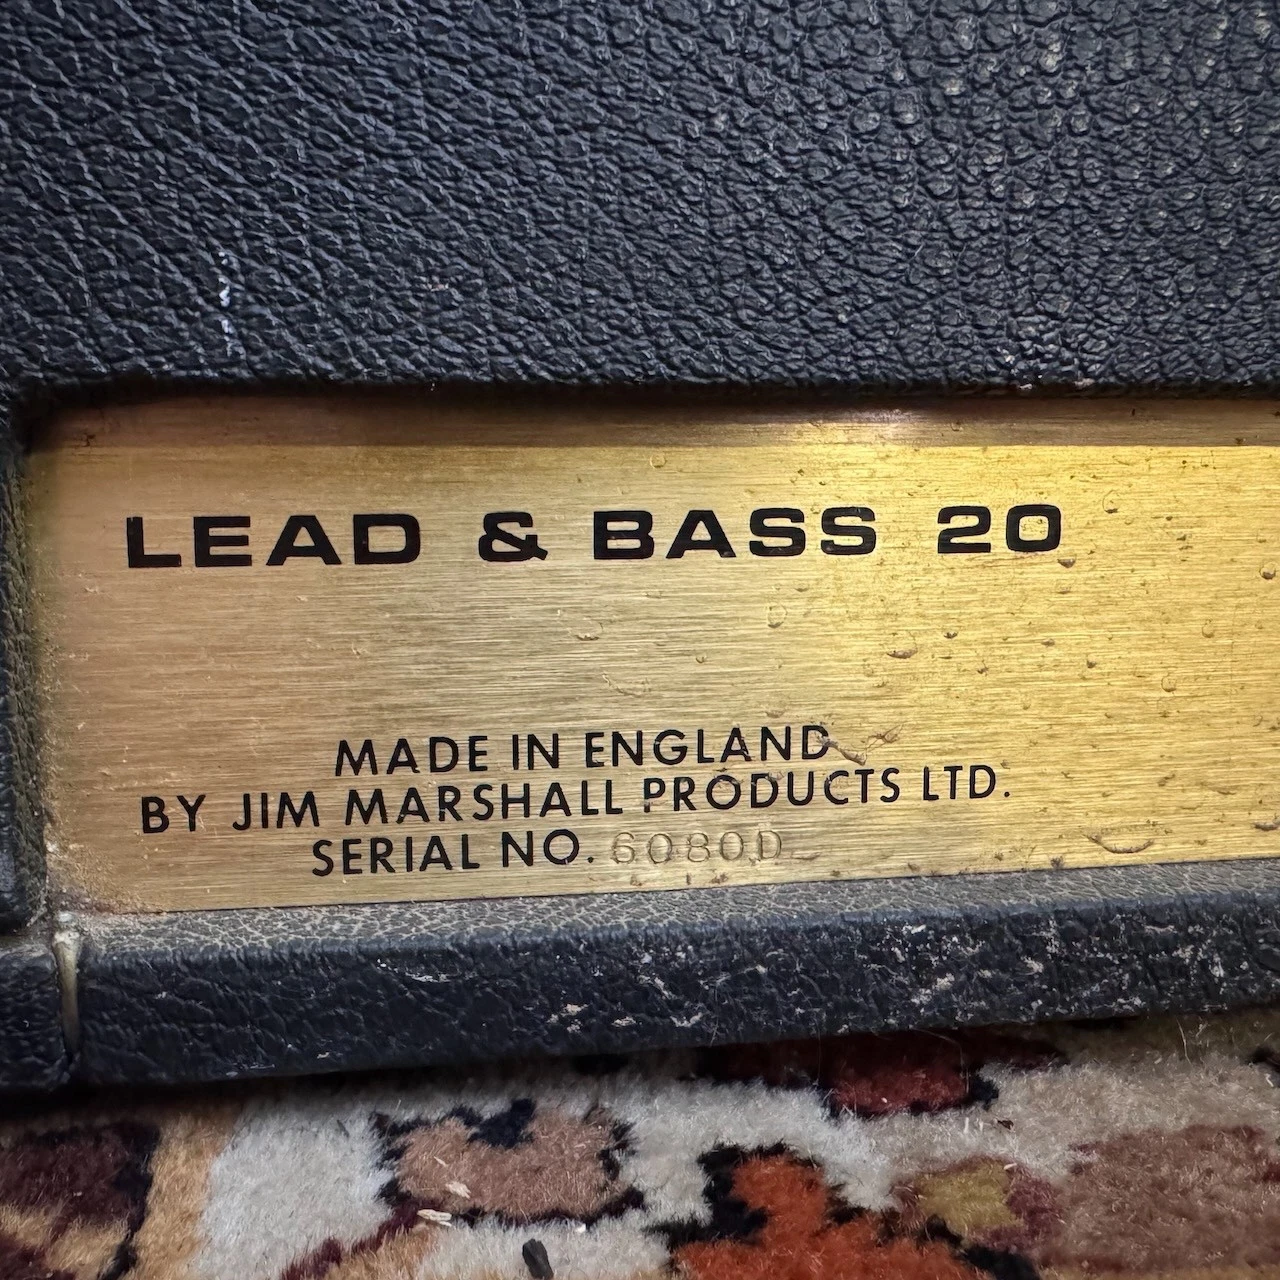 LEAD & BASS 20
MADE IN ENGLAND
BY JIM MARSHALL PRODUCTS LTD.
SERIAL NO. 6080D